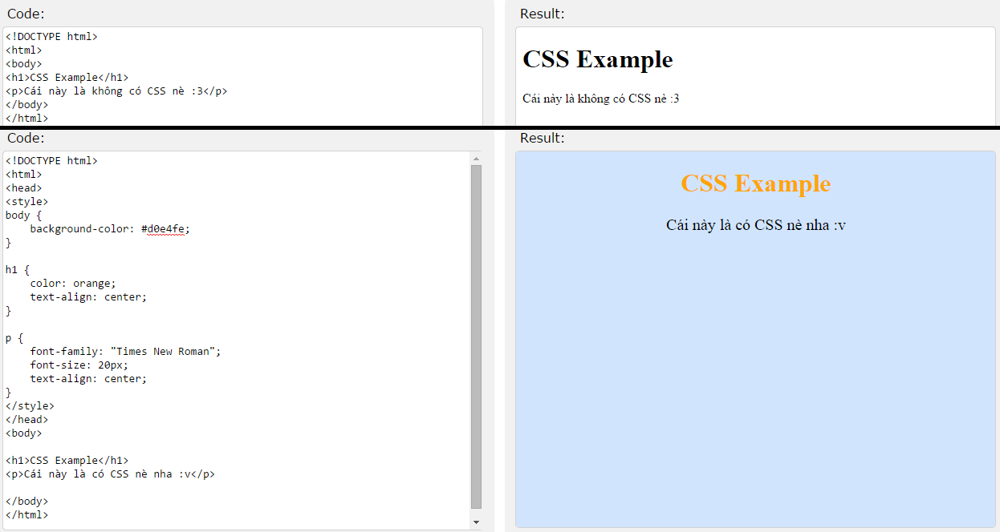 Code:
<!DOCTYPE html>
<html>
<body>
<h1>CSS Example</h1>
<p>Cái này là không có CSS nè :3</p>
</body>
</html>
Result:
CSS Example
Cái này là không có CSS nè :3
Code:
<!DOCTYPE html>
<html>
<head>
<style>
body {
    background-color: #d0e4fe;
}

h1 {
    color: orange;
    text-align: center;
}

p {
    font-family: "Times New Roman";
    font-size: 20px;
    text-align: center;
}
</style>
</head>
<body>

<h1>CSS Example</h1>
<p>Cái này là có CSS nè nha :v</p>

</body>
</html>
Result:
CSS Example
Cái này là có CSS nè nha :v